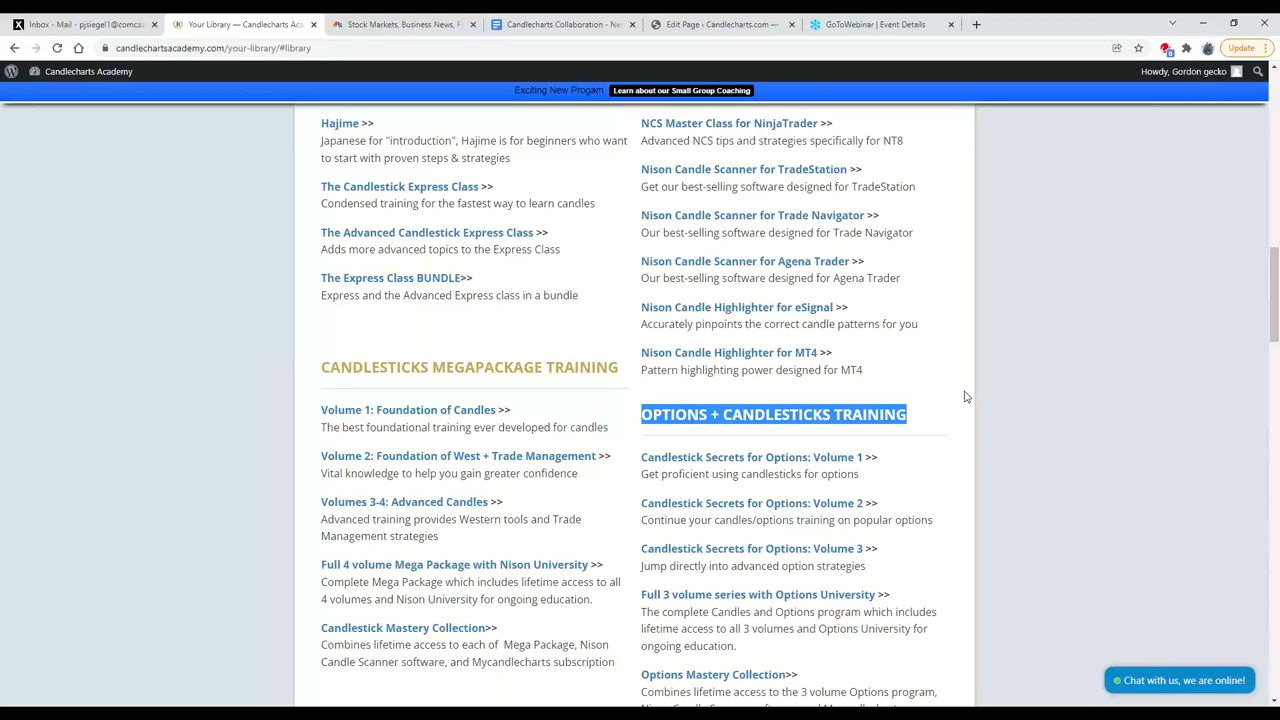 Inbox - Mail - pjsiegel1@comcas
Your Library — Candlecharts Aca
Stock Markets, Business News, F
Candlecharts Collaboration - Ne
Edit Page ‹ Candlecharts.com —
GoToWebinar | Event Details
candlechartsacademy.com/your-library/#library
Update
Candlecharts Academy
Howdy, Gordon gecko
Exciting New Progam
Learn about our Small Group Coaching
Hajime >>
Japanese for "introduction", Hajime is for beginners who want
to start with proven steps & strategies
The Candlestick Express Class >>
Condensed training for the fastest way to learn candles
The Advanced Candlestick Express Class >>
Adds more advanced topics to the Express Class
The Express Class BUNDLE>>
Express and the Advanced Express class in a bundle
CANDLESTICKS MEGAPACKAGE TRAINING
Volume 1: Foundation of Candles >>
The best foundational training ever developed for candles
Volume 2: Foundation of West + Trade Management >>
Vital knowledge to help you gain greater confidence
Volumes 3-4: Advanced Candles >>
Advanced training provides Western tools and Trade
Management strategies
Full 4 volume Mega Package with Nison University >>
Complete Mega Package which includes lifetime access to all
4 volumes and Nison University for ongoing education.
Candlestick Mastery Collection>>
Combines lifetime access to each of Mega Package, Nison
Candle Scanner software, and Mycandlecharts subscription
NCS Master Class for NinjaTrader >>
Advanced NCS tips and strategies specifically for NT8
Nison Candle Scanner for TradeStation >>
Get our best-selling software designed for TradeStation
Nison Candle Scanner for Trade Navigator >>
Our best-selling software designed for Trade Navigator
Nison Candle Scanner for Agena Trader >>
Our best-selling software designed for Agena Trader
Nison Candle Highlighter for eSignal >>
Accurately pinpoints the correct candle patterns for you
Nison Candle Highlighter for MT4 >>
Pattern highlighting power designed for MT4
OPTIONS + CANDLESTICKS TRAINING
Candlestick Secrets for Options: Volume 1 >>
Get proficient using candlesticks for options
Candlestick Secrets for Options: Volume 2 >>
Continue your candles/options training on popular options
Candlestick Secrets for Options: Volume 3 >>
Jump directly into advanced option strategies
Full 3 volume series with Options University >>
The complete Candles and Options program which includes
lifetime access to all 3 volumes and Options University for
ongoing education.
Options Mastery Collection>>
Combines lifetime access to the 3 volume Options program,
Chat with us, we are online!